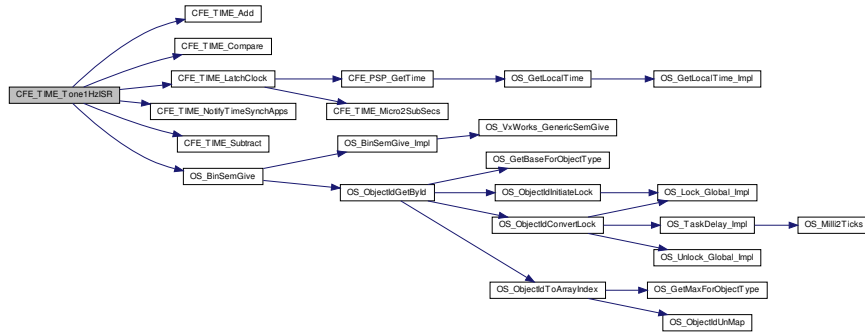 CFE_TIME_Add
CFE_TIME_Compare
CFE_TIME_Tone1HzISR
CFE_TIME_LatchClock
CFE_PSP_GetTime
OS_GetLocalTime
OS_GetLocalTime_Impl
CFE_TIME_NotifyTimeSynchApps
CFE_TIME_Micro2SubSecs
CFE_TIME_Subtract
OS_BinSemGive
OS_BinSemGive_Impl
OS_VxWorks_GenericSemGive
OS_ObjectIdGetById
OS_GetBaseForObjectType
OS_ObjectIdInitiateLock
OS_Lock_Global_Impl
OS_ObjectIdConvertLock
OS_TaskDelay_Impl
OS_Milli2Ticks
OS_Unlock_Global_Impl
OS_ObjectIdToArrayIndex
OS_GetMaxForObjectType
OS_ObjectIdUnMap